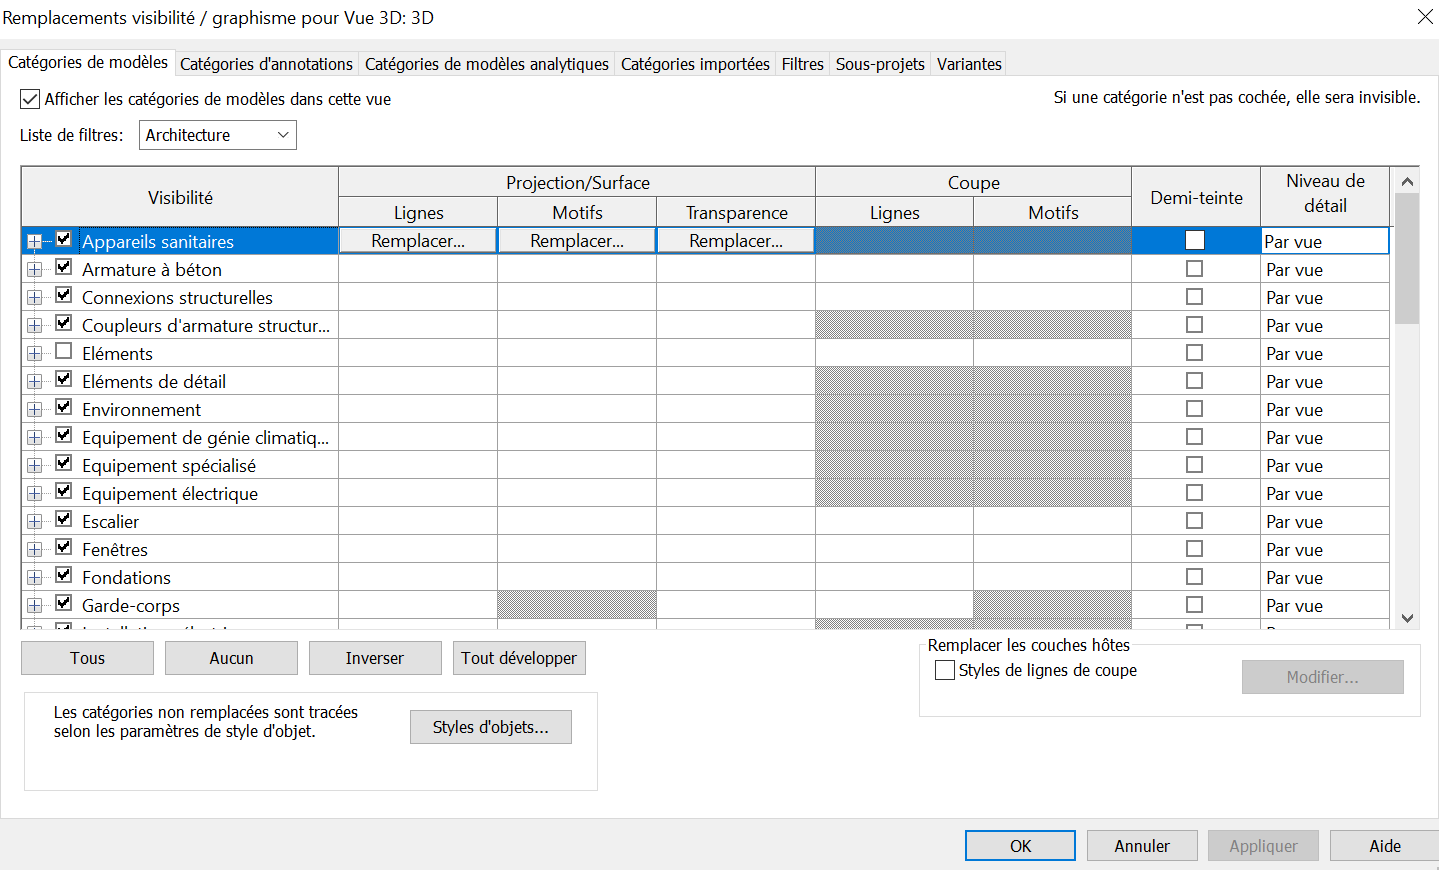 Remplacements visibilité / graphisme pour Vue 3D: 3D
Catégories de modèles Catégories d'annotations Catégories de modèles analytiques Catégories importées Filtres Sous-projets Variantes
Afficher les catégories de modèles dans cette vue
Si une catégorie n'est pas cochée, elle sera invisible.
Liste de filtres: Architecture
Visibilité Projection/Surface Coupe Demi-teinte Niveau de détail
Lignes Motifs Transparence Lignes Motifs
Appareils sanitaires Remplacer... Remplacer... Remplacer... Par vue
Armature à béton Par vue
Connexions structurelles Par vue
Coupleurs d'armature structur... Par vue
Eléments Par vue
Eléments de détail Par vue
Environnement Par vue
Equipement de génie climatiq... Par vue
Equipement spécialisé Par vue
Equipement électrique Par vue
Escalier Par vue
Fenêtres Par vue
Fondations Par vue
Garde-corps Par vue
Tous Aucun Inverser Tout développer
Remplacer les couches hôtes
Styles de lignes de coupe Modifier...
Les catégories non remplacées sont tracées
selon les paramètres de style d'objet.
Styles d'objets...
OK Annuler Appliquer Aide